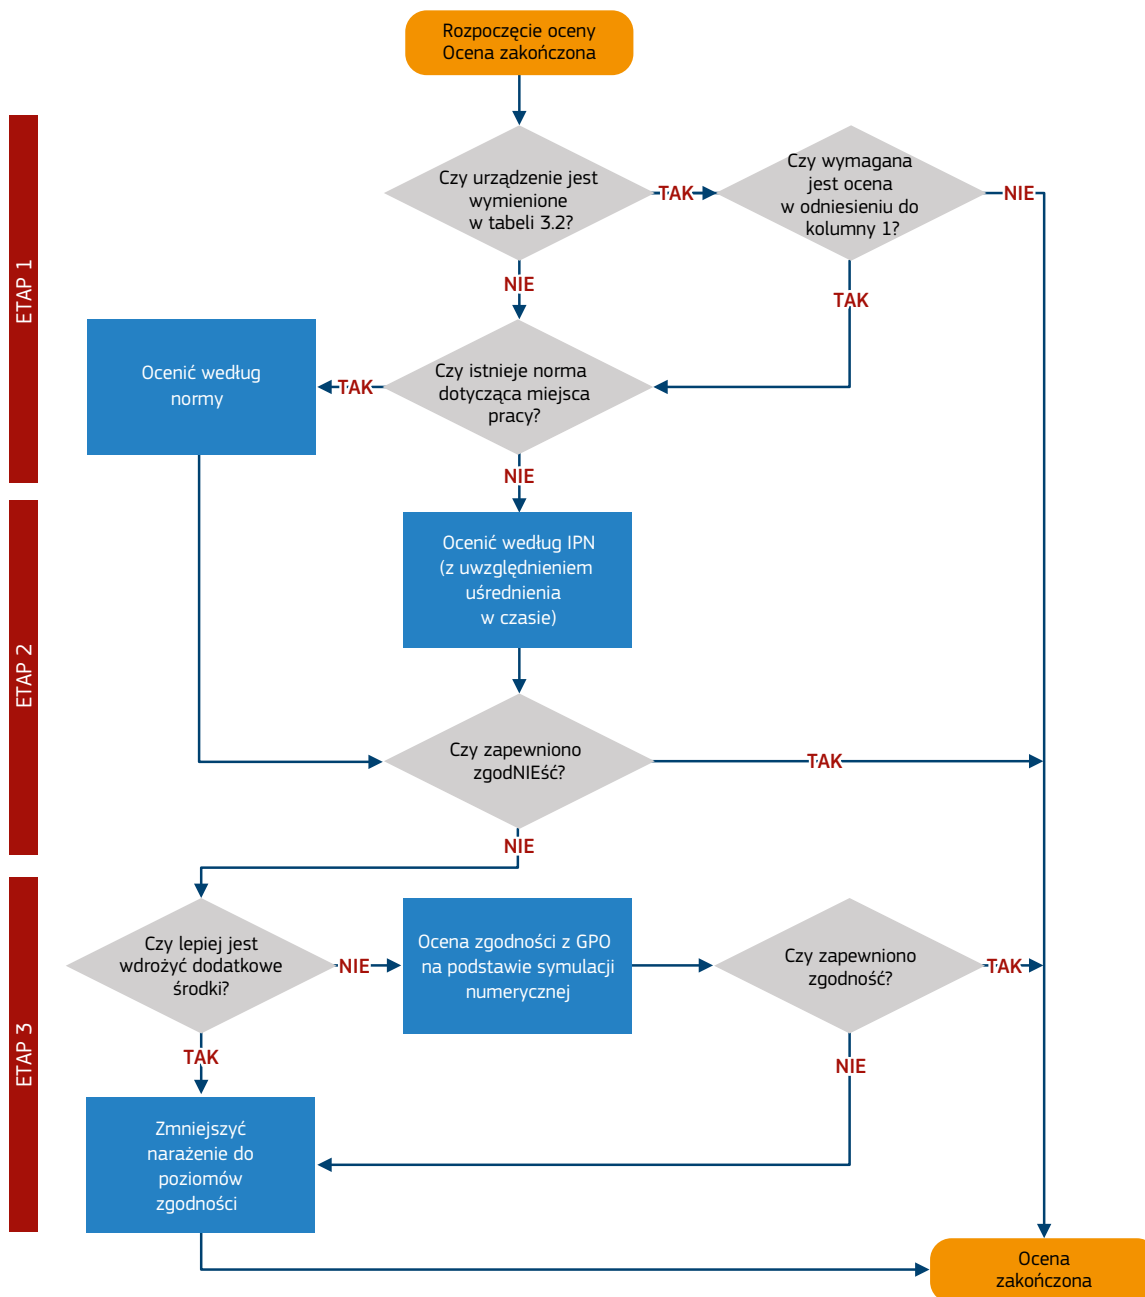 Rozpoczęcie oceny
Ocena zakończona
ETAP 1
Czy urządzenie jest
wymienione
w tabeli 3.2?
TAK
Czy wymagana
jest ocena
w odniesieniu do
kolumny 1?
NIE
NIE
TAK
Ocenić według
normy
TAK
Czy istnieje norma
dotycząca miejsca
pracy?
NIE
ETAP 2
Ocenić według IPN
(z uwzględnieniem
uśrednienia
w czasie)
Czy zapewniono
zgodNIEść?
TAK
NIE
ETAP 3
Czy lepiej jest
wdrożyć dodatkowe
środki?
NIE
Ocena zgodności z GPO
na podstawie symulacji
numerycznej
Czy zapewniono
zgodność?
TAK
TAK
NIE
Zmniejszyć
narażenie do
poziomów
zgodności
Ocena
zakończona